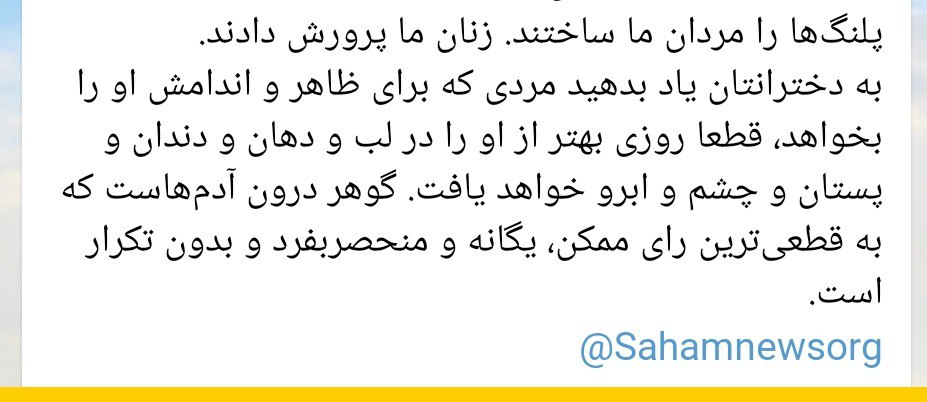 پلنگ‌ها را مردان ما ساختند. زنان ما پرورش دادند.
به دخترانتان یاد بدهید مردی که برای ظاهر و اندامش او را
بخواهد، قطعا روزی بهتر از او را در لب و دهان و دندان و
پستان و چشم و ابرو خواهد یافت. گوهر درون آدم‌هاست که
به قطعی‌ترین رای ممکن، یگانه و منحصربفرد و بدون تکرار
است.
@Sahamnewsorg